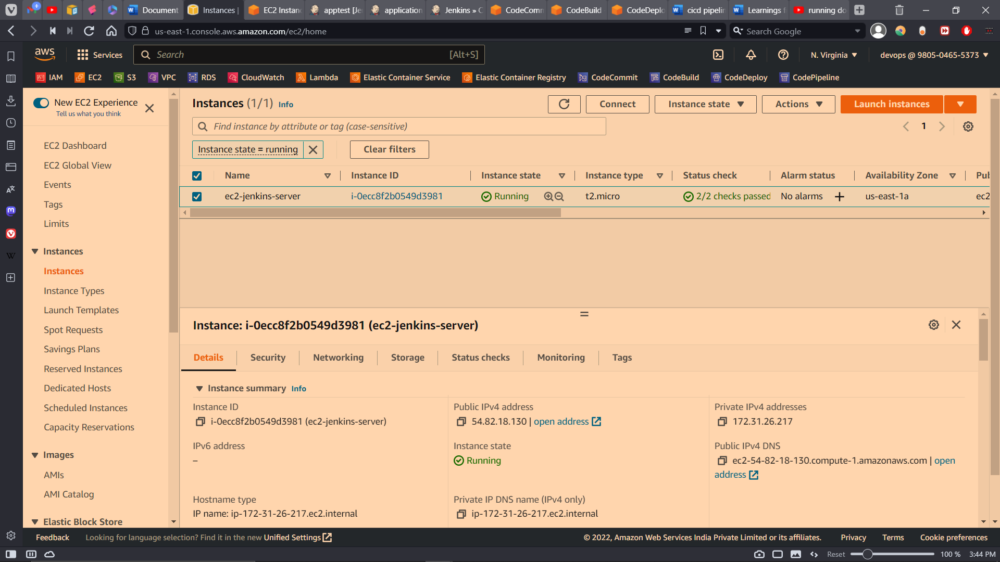 Document
Instances |
EC2 Instan
apptest [Je
application
Jenkins » C
CodeComm
CodeBuild
CodeDeplo
cicd pipelin
Learnings f
running do
us-east-1.console.aws.amazon.com/ec2/home
Search Google
aws
Services
Search
[Alt+S]
N. Virginia
devops @ 9805-0465-5373
IAM
EC2
S3
VPC
RDS
CloudWatch
Lambda
Elastic Container Service
Elastic Container Registry
CodeCommit
CodeBuild
CodeDeploy
CodePipeline
New EC2 Experience
Tell us what you think
EC2 Dashboard
EC2 Global View
Events
Tags
Limits
Instances
Instances
Instance Types
Launch Templates
Spot Requests
Savings Plans
Reserved Instances
Dedicated Hosts
Scheduled Instances
Capacity Reservations
Images
AMIs
AMI Catalog
Elastic Block Store
Instances (1/1) Info
Connect
Instance state
Actions
Launch instances
Find instance by attribute or tag (case-sensitive)
1
Instance state = running
Clear filters
Name
Instance ID
Instance state
Instance type
Status check
Alarm status
Availability Zone
Pub
ec2-jenkins-server
i-0ecc8f2b0549d3981
Running
t2.micro
2/2 checks passed
No alarms
us-east-1a
ec2
Instance: i-0ecc8f2b0549d3981 (ec2-jenkins-server)
Details
Security
Networking
Storage
Status checks
Monitoring
Tags
Instance summary Info
Instance ID
i-0ecc8f2b0549d3981 (ec2-jenkins-server)
Public IPv4 address
54.82.18.130 | open address
Private IPv4 addresses
172.31.26.217
IPv6 address
–
Instance state
Running
Public IPv4 DNS
ec2-54-82-18-130.compute-1.amazonaws.com | open
address
Hostname type
IP name: ip-172-31-26-217.ec2.internal
Private IP DNS name (IPv4 only)
ip-172-31-26-217.ec2.internal
Feedback
Looking for language selection? Find it in the new Unified Settings
© 2022, Amazon Web Services India Private Limited or its affiliates.
Privacy
Terms
Cookie preferences
Reset
100 %
3:44 PM